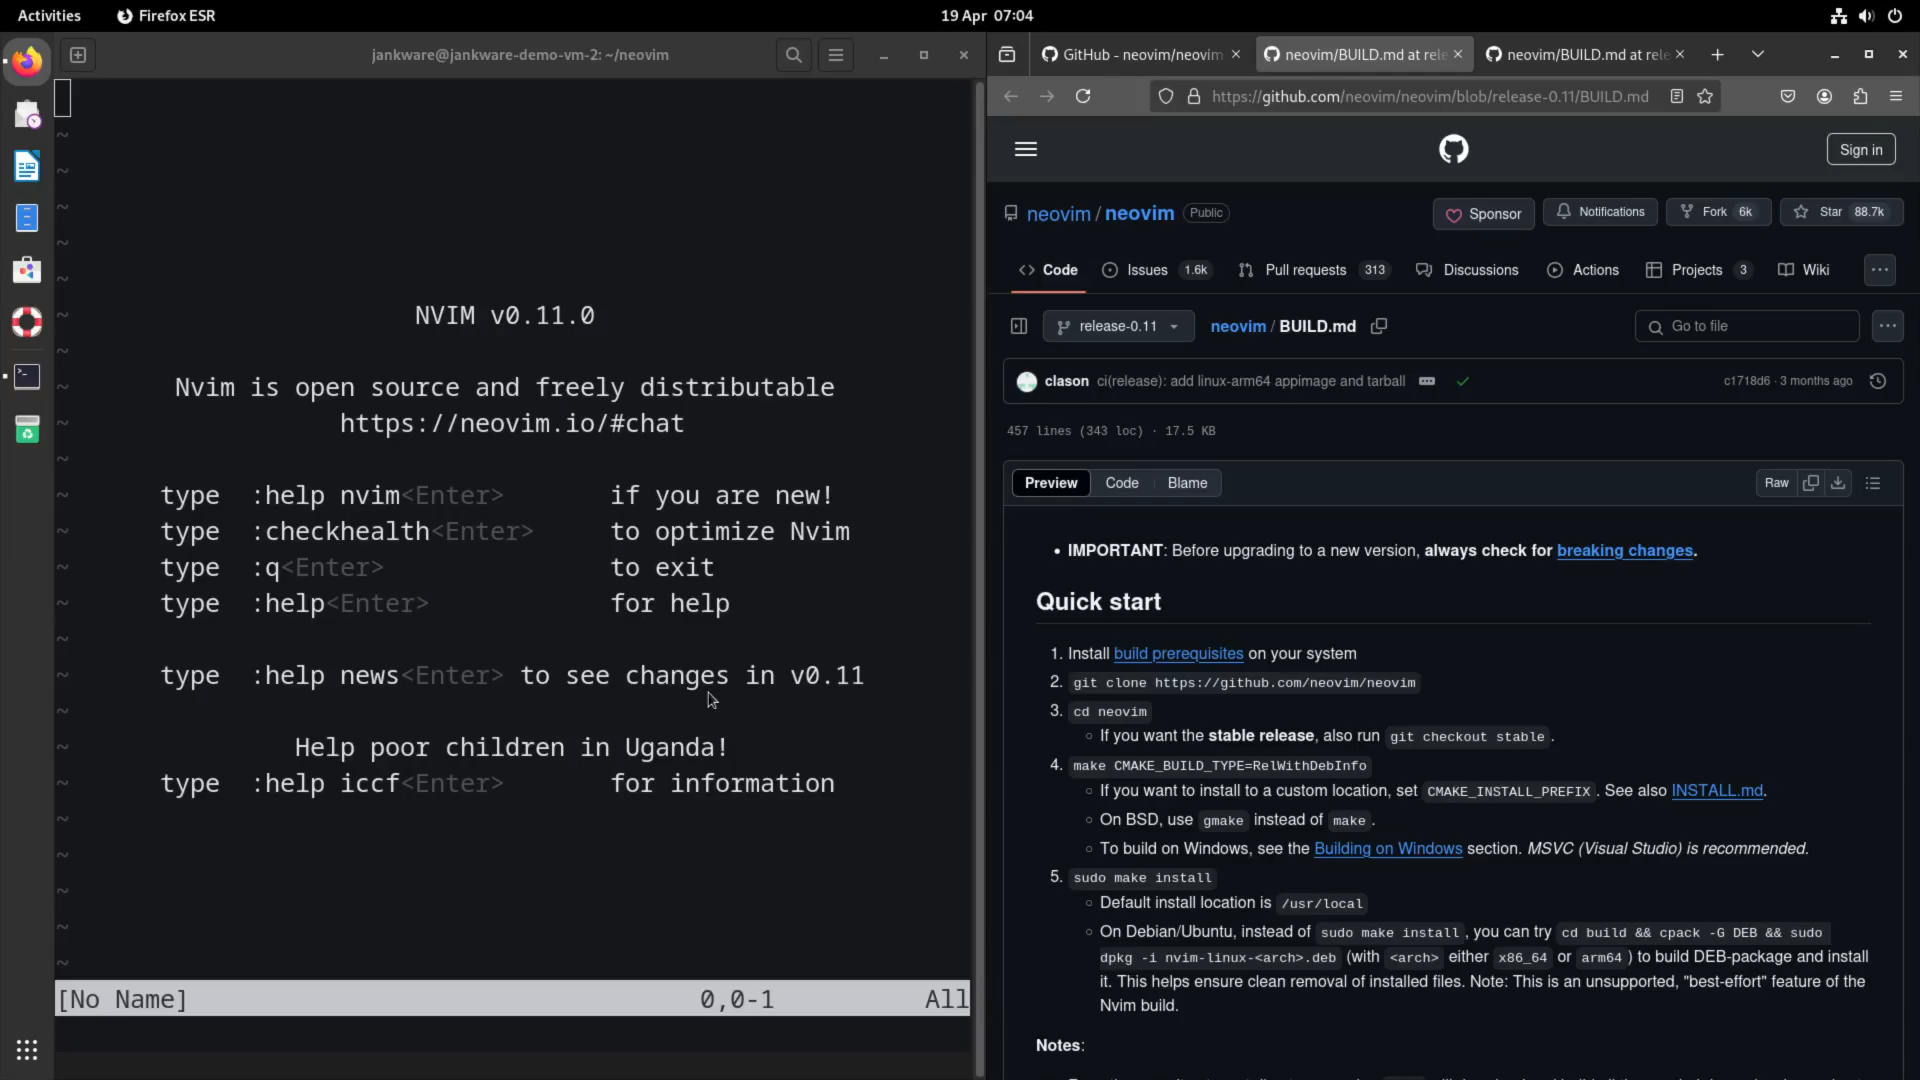 Activities
Firefox ESR
19 Apr 07:04
jankware@jankware-demo-vm-2: ~/neovim
~
~
~
~
~
~ NVIM v0.11.0
~
~ Nvim is open source and freely distributable
~ https://neovim.io/#chat
~
~ type :help nvim<Enter> if you are new!
~ type :checkhealth<Enter> to optimize Nvim
~ type :q<Enter> to exit
~ type :help<Enter> for help
~
~ type :help news<Enter> to see changes in v0.11
~
~ Help poor children in Uganda!
~ type :help iccf<Enter> for information
~
~
~
~
~
[No Name] 0,0-1 All
GitHub - neovim/neovim
neovim/BUILD.md at rele
neovim/BUILD.md at rele
https://github.com/neovim/neovim/blob/release-0.11/BUILD.md
Sign in
neovim / neovim Public
Sponsor Notifications Fork 6k Star 88.7k
Code Issues 1.6k Pull requests 313 Discussions Actions Projects 3 Wiki
release-0.11 neovim / BUILD.md Go to file
clason ci(release): add linux-arm64 appimage and tarball c1718d6 · 3 months ago
457 lines (343 loc) · 17.5 KB
Preview Code Blame Raw
• IMPORTANT: Before upgrading to a new version, always check for breaking changes.
Quick start
1. Install build prerequisites on your system
2. git clone https://github.com/neovim/neovim
3. cd neovim
○ If you want the stable release, also run git checkout stable.
4. make CMAKE_BUILD_TYPE=RelWithDebInfo
○ If you want to install to a custom location, set CMAKE_INSTALL_PREFIX. See also INSTALL.md.
○ On BSD, use gmake instead of make.
○ To build on Windows, see the Building on Windows section. MSVC (Visual Studio) is recommended.
5. sudo make install
○ Default install location is /usr/local
○ On Debian/Ubuntu, instead of sudo make install, you can try cd build && cpack -G DEB && sudo
dpkg -i nvim-linux-<arch>.deb (with <arch> either x86_64 or arm64) to build DEB-package and install
it. This helps ensure clean removal of installed files. Note: This is an unsupported, "best-effort" feature of the
Nvim build.
Notes: